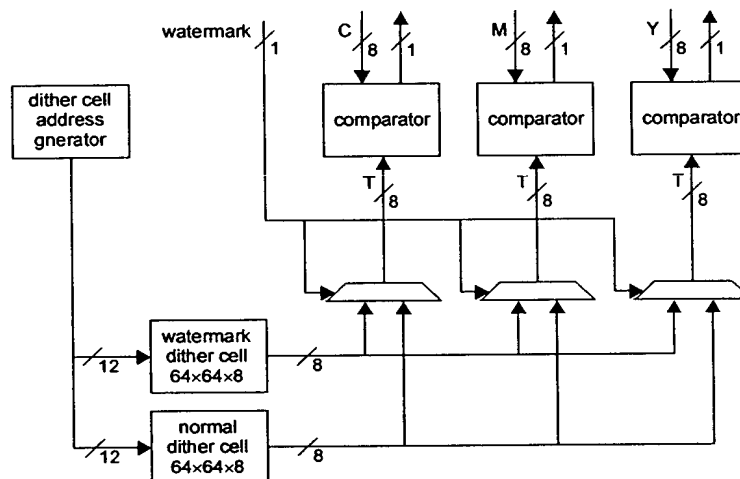 watermark
1
C
8
1
M
8
1
Y
8
1
dither cell
address
gnerator
comparator
comparator
comparator
T
8
T
8
T
8
12
watermark
dither cell
64×64×8
8
12
normal
dither cell
64×64×8
8